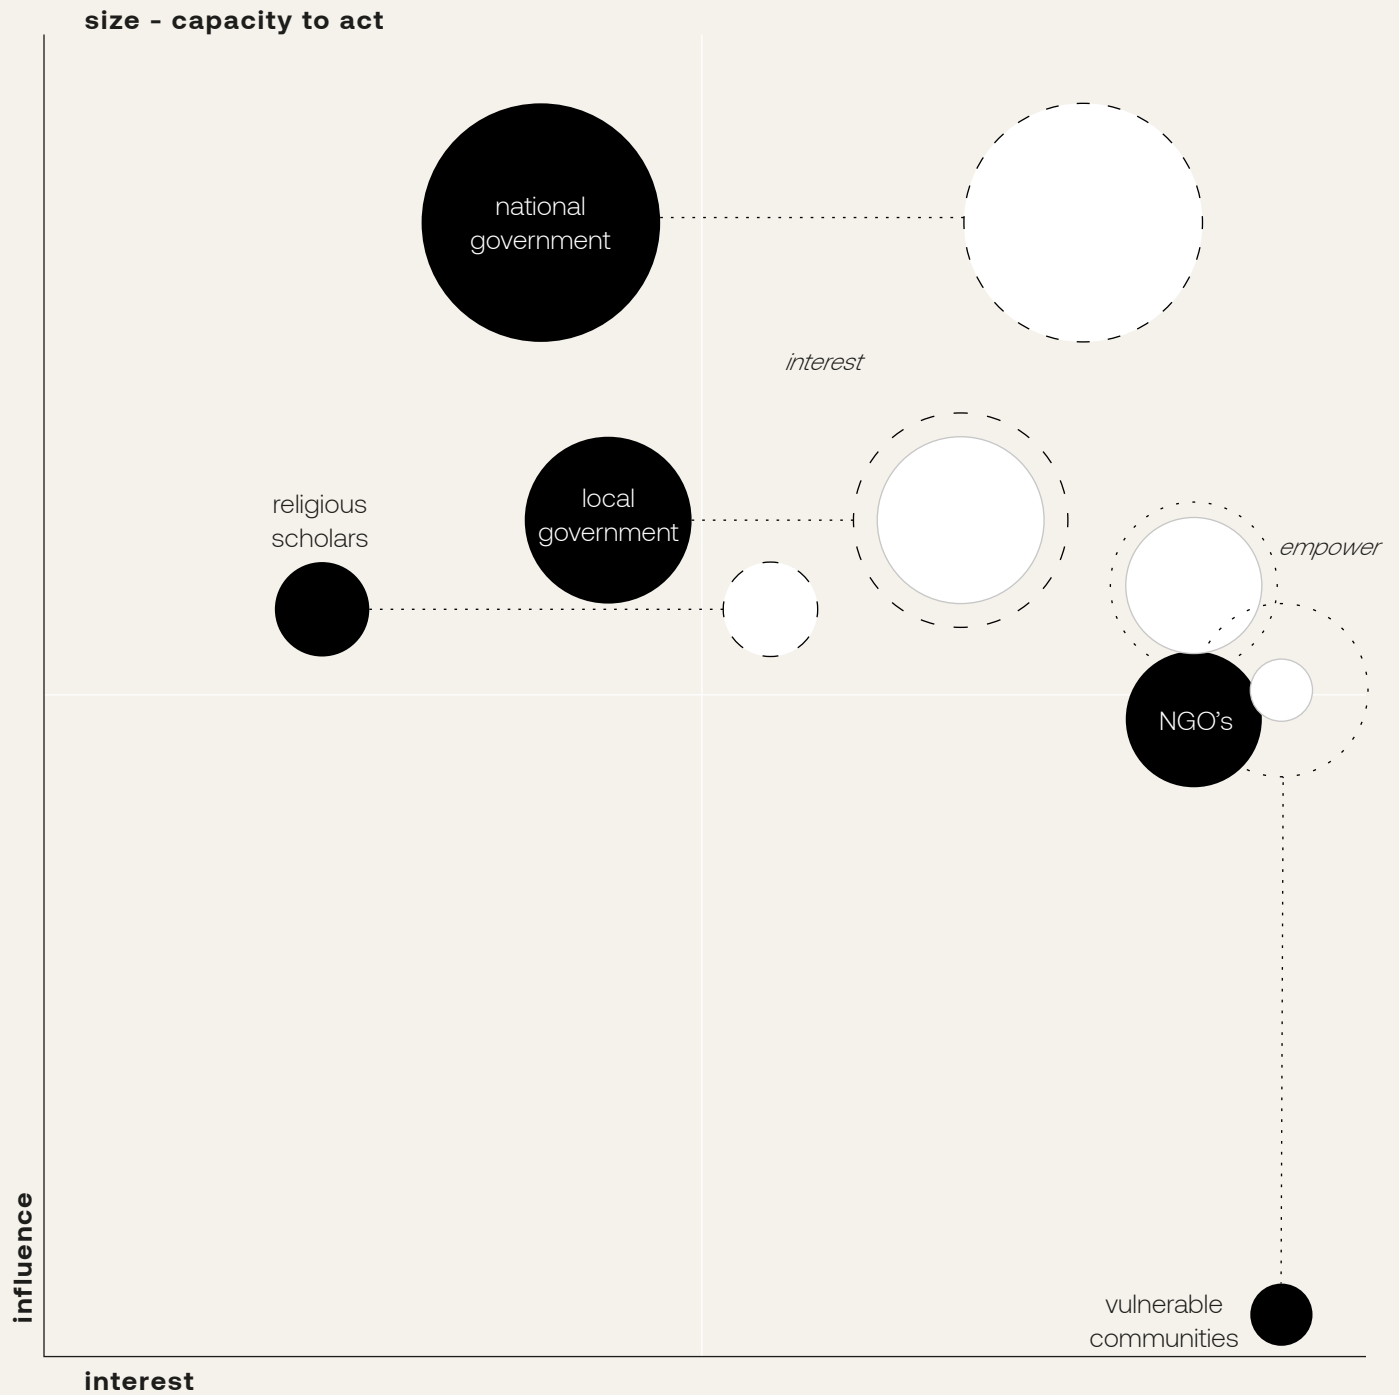 size - capacity to act
national
government
interest
religious
scholars
local
government
empower
NGO’s
influence
vulnerable
communities
interest